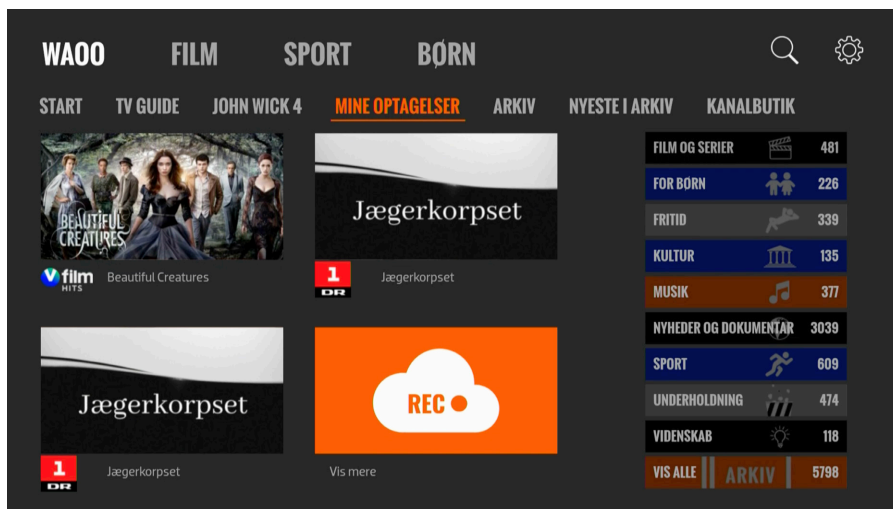 WAOO FILM SPORT BØRN
START TV GUIDE JOHN WICK 4 MINE OPTAGELSER ARKIV NYESTE I ARKIV KANALBUTIK
BEAUTIFUL
CREATURES
V film
HITS
Beautiful Creatures
Jægerkorpset
1
DR
Jægerkorpset
Jægerkorpset
1
DR
Jægerkorpset
REC
Vis mere
FILM OG SERIER 481
FOR BØRN 226
FRITID 339
KULTUR 135
MUSIK 377
NYHEDER OG DOKUMENTAR 3039
SPORT 609
UNDERHOLDNING 474
VIDENSKAB 118
VIS ALLE ARKIV 5798